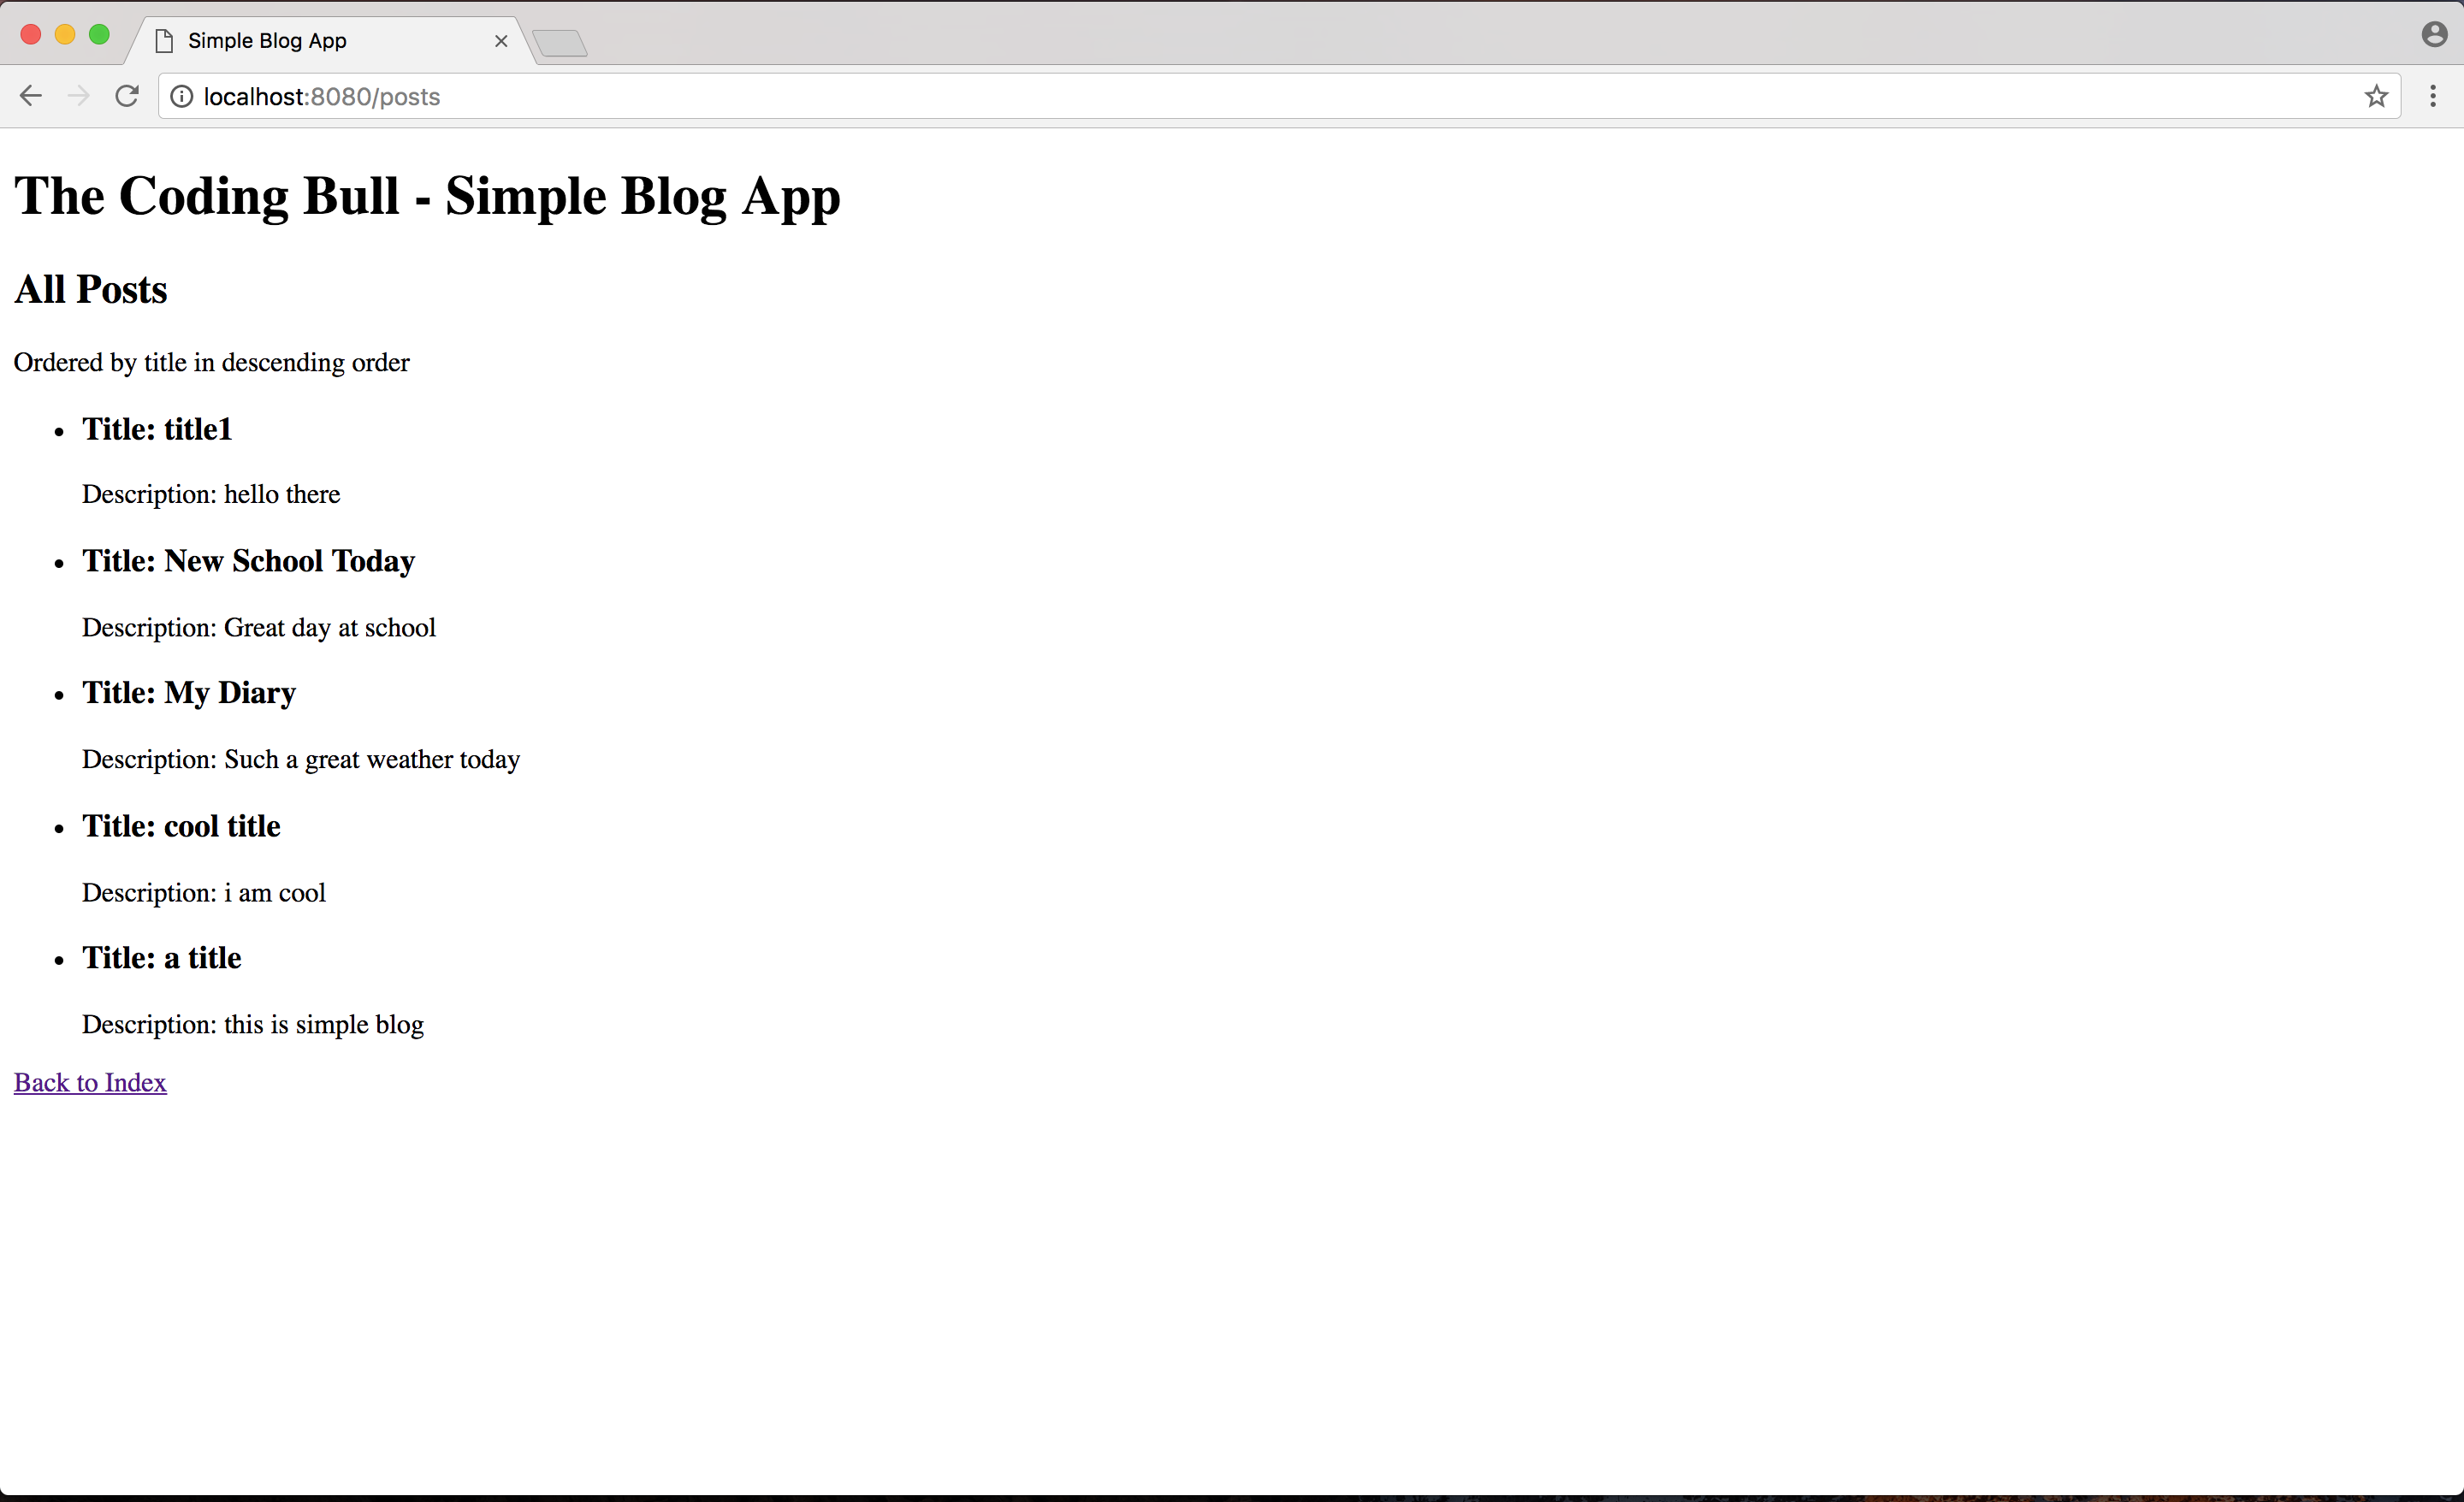 Simple Blog App
localhost:8080/posts
The Coding Bull - Simple Blog App
All Posts
Ordered by title in descending order
Title: title1
Description: hello there
Title: New School Today
Description: Great day at school
Title: My Diary
Description: Such a great weather today
Title: cool title
Description: i am cool
Title: a title
Description: this is simple blog
Back to Index